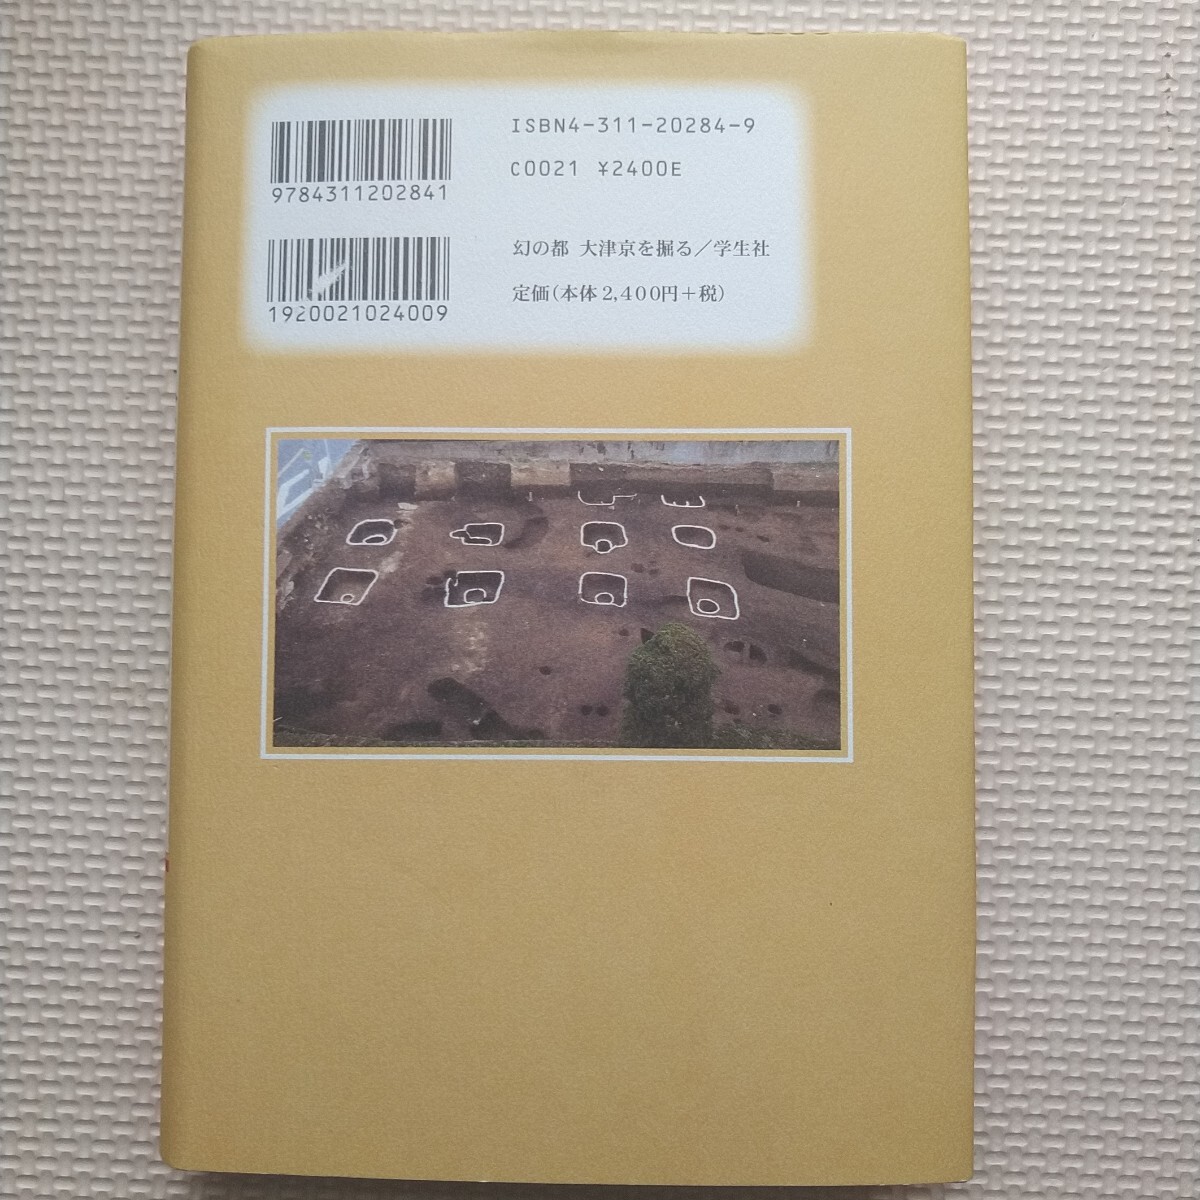 ISBN4-311-20284-9
C0021 ¥2400E
9784311202841
幻の都 大津京を掘る／学生社
定価(本体2,400円+税)
1920021024009